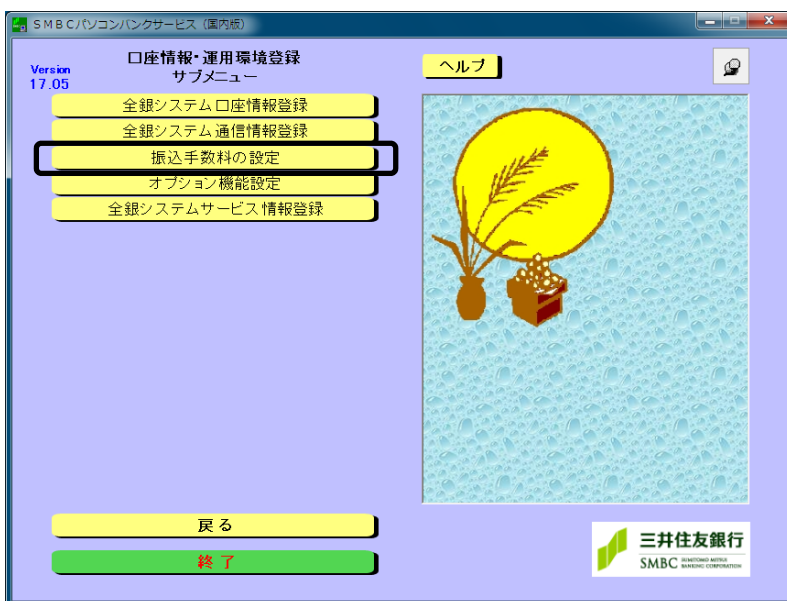 SMBCパソコンバンクサービス（国内版）
口座情報・運用環境登録
サブメニュー
Version
17.05
ヘルプ
全銀システム口座情報登録
全銀システム通信情報登録
振込手数料の設定
オプション機能設定
全銀システムサービス情報登録
戻る
終了
三井住友銀行
SMBC SUMITOMO MITSUI
BANKING CORPORATION